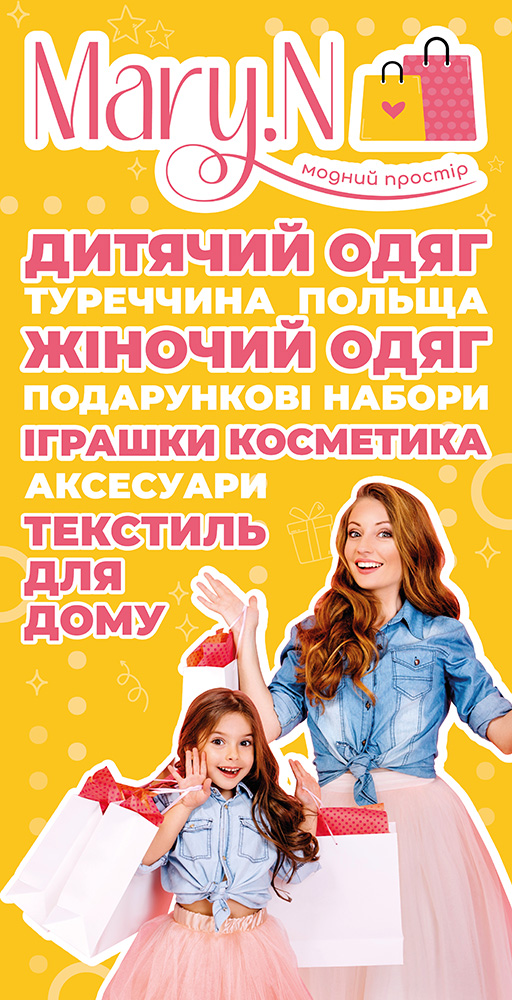 Mary.N
модний простір
ДИТЯЧИЙ ОДЯГ
ТУРЕЧЧИНА ПОЛЬЩА
ЖІНОЧИЙ ОДЯГ
ПОДАРУНКОВІ НАБОРИ
ІГРАШКИ КОСМЕТИКА
АКСЕСУАРИ
ТЕКСТИЛЬ
ДЛЯ
ДОМУ